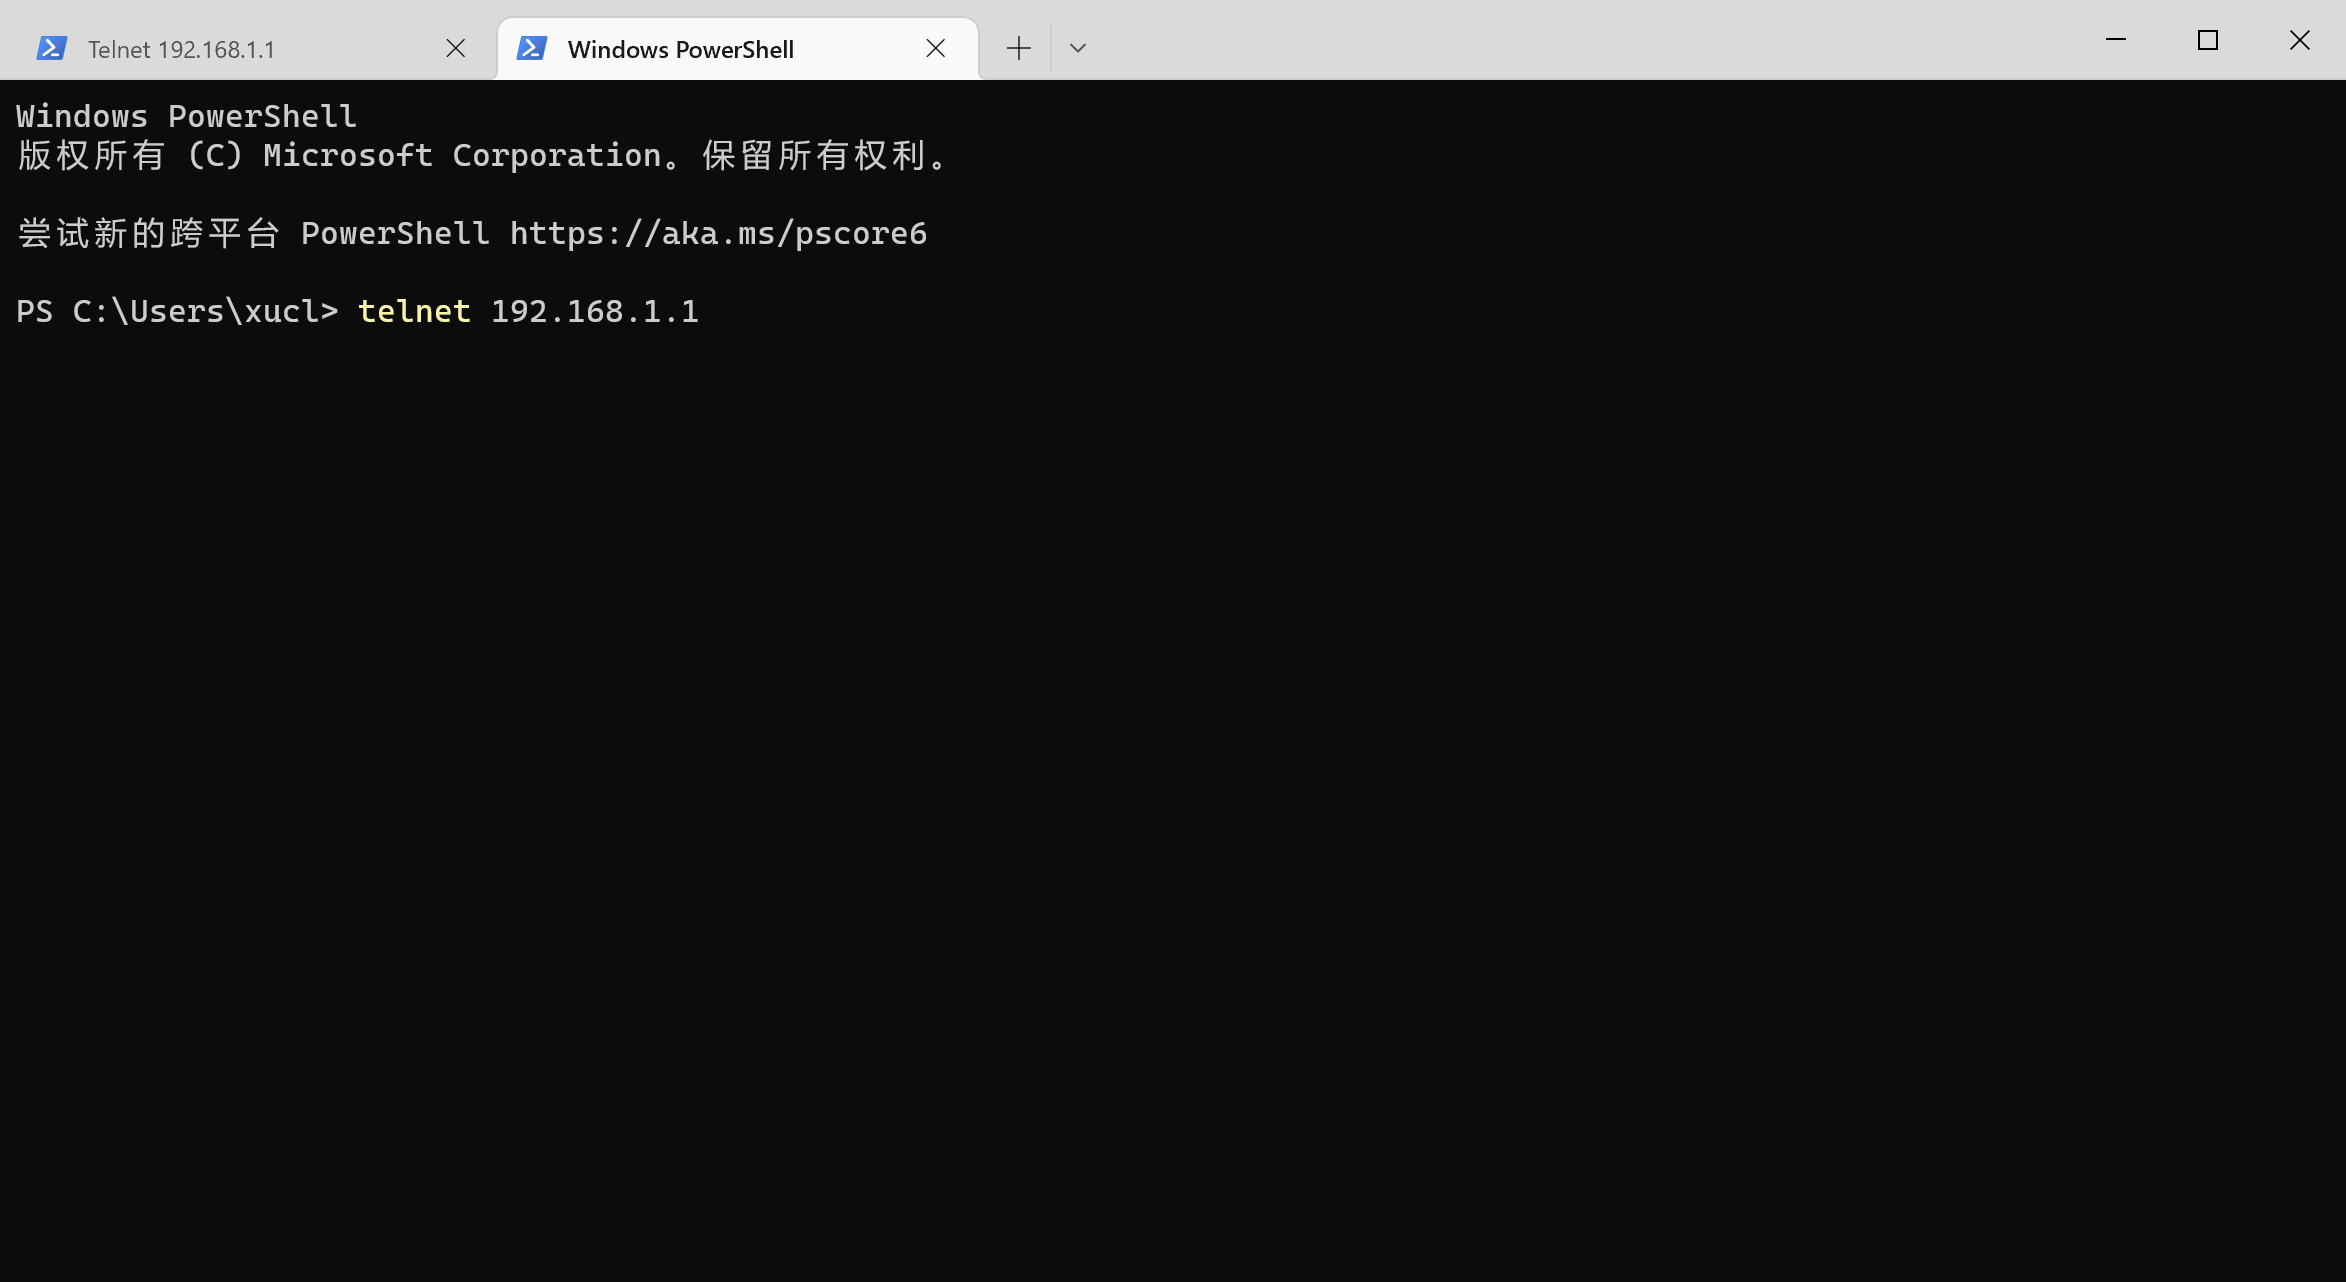 Telnet 192.168.1.1
Windows PowerShell
Windows PowerShell
版权所有 (C) Microsoft Corporation。保留所有权利。
尝试新的跨平台 PowerShell https://aka.ms/pscore6
PS C:\Users\xucl> telnet 192.168.1.1